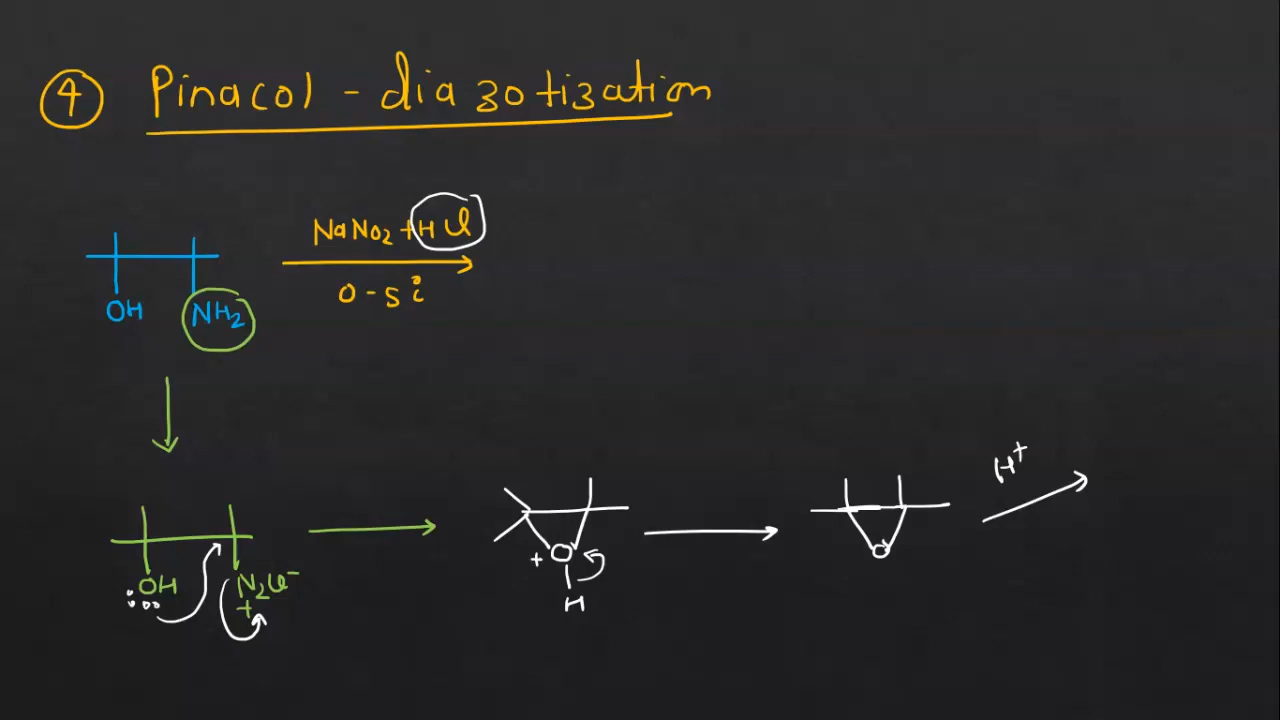 4 Pinacol - diazotization
NaNO2 + HCl
OH NH2
0-5 c
H+
OH N2Cl-
+
+ O
H
O